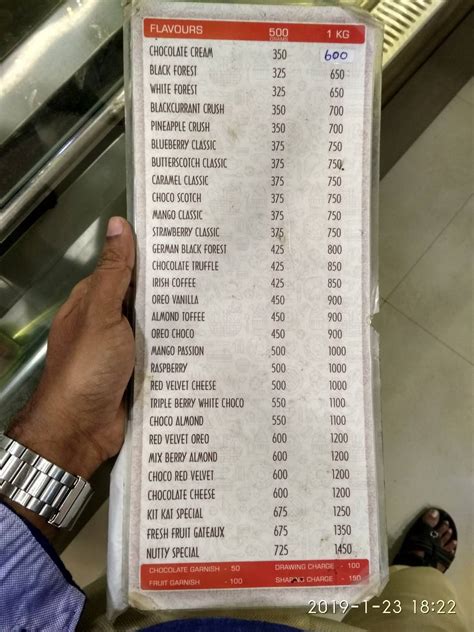 FLAVOURS 500 GRAMS 1 KG
CHOCOLATE CREAM 350 600
BLACK FOREST 325 650
WHITE FOREST 325 650
BLACKCURRANT CRUSH 350 700
PINEAPPLE CRUSH 350 700
BLUEBERRY CLASSIC 375 750
BUTTERSCOTCH CLASSIC 375 750
CARAMEL CLASSIC 375 750
CHOCO SCOTCH 375 750
MANGO CLASSIC 375 750
STRAWBERRY CLASSIC 375 750
GERMAN BLACK FOREST 425 800
CHOCOLATE TRUFFLE 425 850
IRISH COFFEE 425 850
OREO VANILLA 450 900
ALMOND TOFFEE 450 900
OREO CHOCO 450 900
MANGO PASSION 500 1000
RASPBERRY 500 1000
RED VELVET CHEESE 500 1000
TRIPLE BERRY WHITE CHOCO 550 1100
CHOCO ALMOND 550 1100
RED VELVET OREO 600 1200
MIX BERRY ALMOND 600 1200
CHOCO RED VELVET 600 1200
CHOCOLATE CHEESE 600 1200
KIT KAT SPECIAL 675 1250
FRESH FRUIT GATEAUX 675 1350
NUTTY SPECIAL 725 1450
CHOCOLATE GARNISH - 50 DRAWING CHARGE - 100
FRUIT GARNISH - 100 CHARGE - 150
2019-1-23 18:22